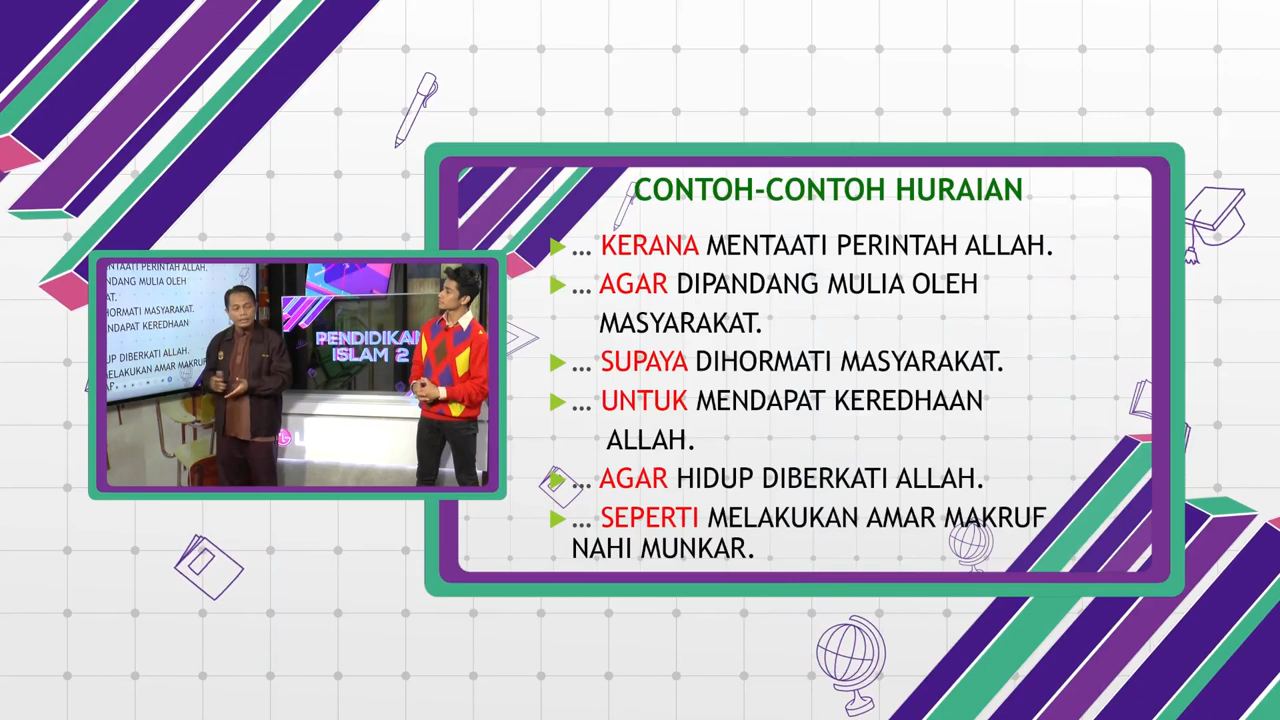 CONTOH-CONTOH HURAIAN
... KERANA MENTAATI PERINTAH ALLAH.
... AGAR DIPANDANG MULIA OLEH
MASYARAKAT.
... SUPAYA DIHORMATI MASYARAKAT.
... UNTUK MENDAPAT KEREDHAAN
ALLAH.
... AGAR HIDUP DIBERKATI ALLAH.
... SEPERTI MELAKUKAN AMAR MAKRUF
NAHI MUNKAR.
NTAATI PERINTAH ALLAH.
NDANG MULIA OLEH
AT.
HORMATI MASYARAKAT.
NDAPAT KEREDHAAN
UP DIBERKATI ALLAH.
MELAKUKAN AMAR MAKRUF
PENDIDIKAN
ISLAM 2
LG